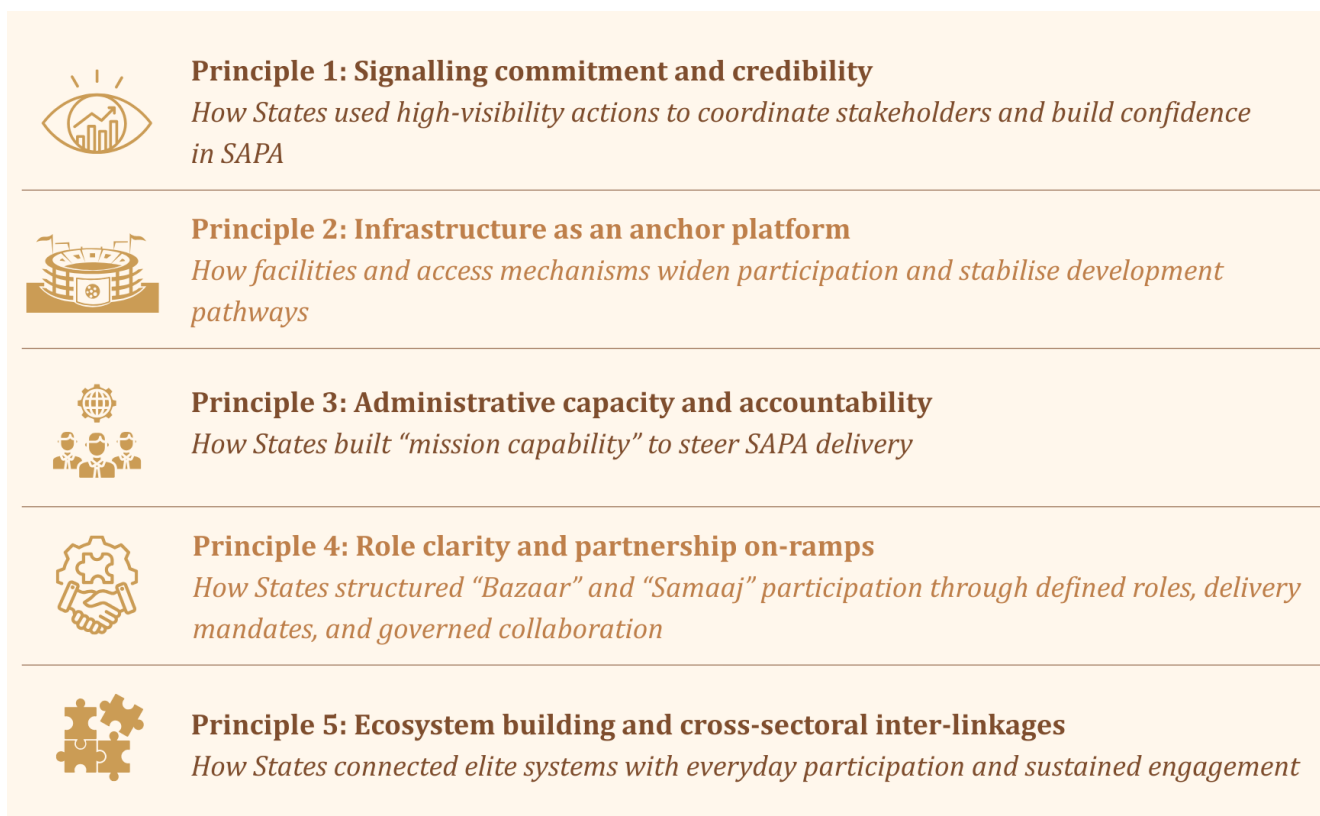 Principle 1: Signalling commitment and credibility
How States used high-visibility actions to coordinate stakeholders and build confidence
in SAPA
Principle 2: Infrastructure as an anchor platform
How facilities and access mechanisms widen participation and stabilise development
pathways
Principle 3: Administrative capacity and accountability
How States built “mission capability” to steer SAPA delivery
Principle 4: Role clarity and partnership on-ramps
How States structured “Bazaar” and “Samaaj” participation through defined roles, delivery
mandates, and governed collaboration
Principle 5: Ecosystem building and cross-sectoral inter-linkages
How States connected elite systems with everyday participation and sustained engagement